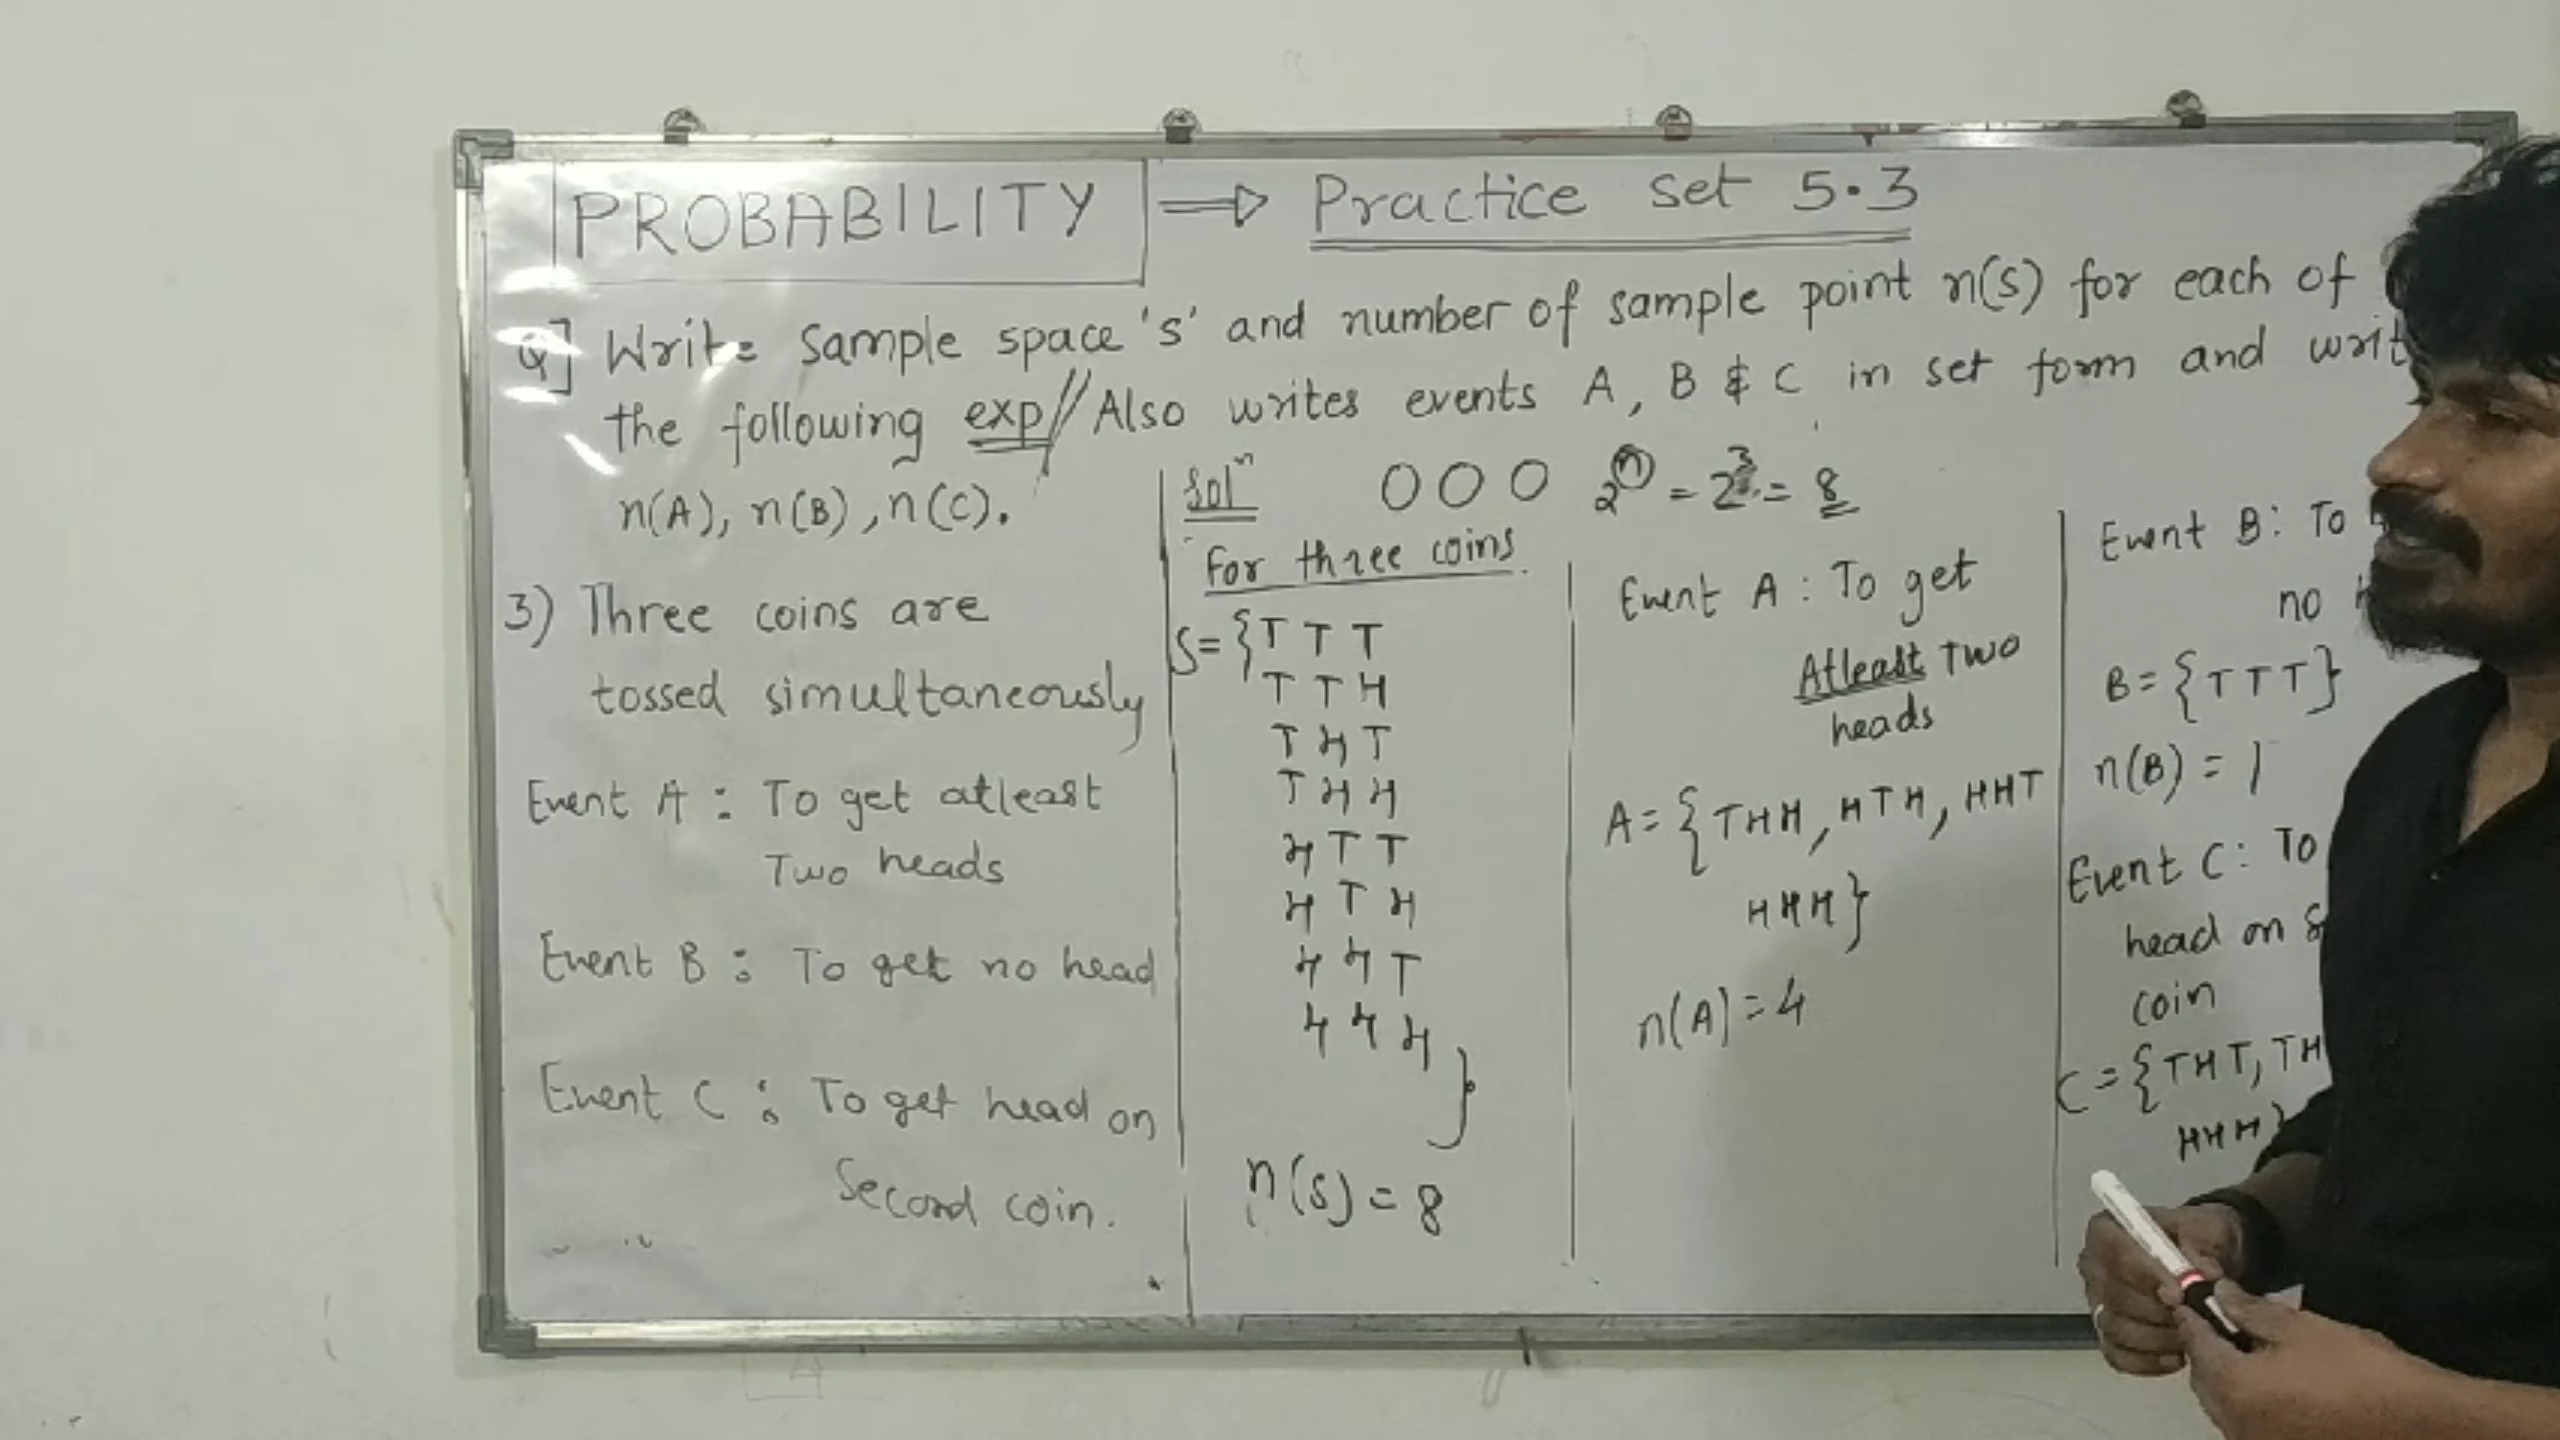 PROBABILITY ⇒ Practice set 5.3
Q] Write sample space 's' and number of sample point n(s) for each of
the following exp// Also writes events A, B & C in set form and writ
n(A), n(B), n(C).
3) Three coins are
tossed simultaneously
Event A : To get atleast
Two heads
Event B : To get no head
Event C : To get head on
Second coin.
Solⁿ O O O 2ⁿ = 2³ = 8
For three coins.
S = {T T T
T T H
T H T
T H H
H T T
H T H
H H T
H H H
}
n(s) = 8
Event A : To get
Atleast Two
heads
A = {THH, HTH, HHT
HHH}
n(A) = 4
Event B : To
no
B = {T T T}
n(B) = 1
Event C : To
head on
coin
C = {THT, TH
HHH}